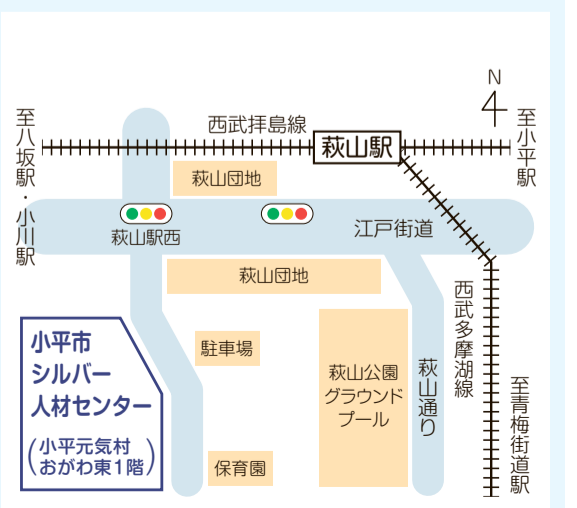 N
西武拝島線
萩山駅
至小平駅
至八坂駅・小川駅
萩山団地
萩山駅西
江戸街道
萩山団地
西武多摩湖線
小平市
シルバー
人材センター
(小平元気村
おがわ東1階)
駐車場
萩山公園
グラウンド
プール
萩山通り
至青梅街道駅
保育園